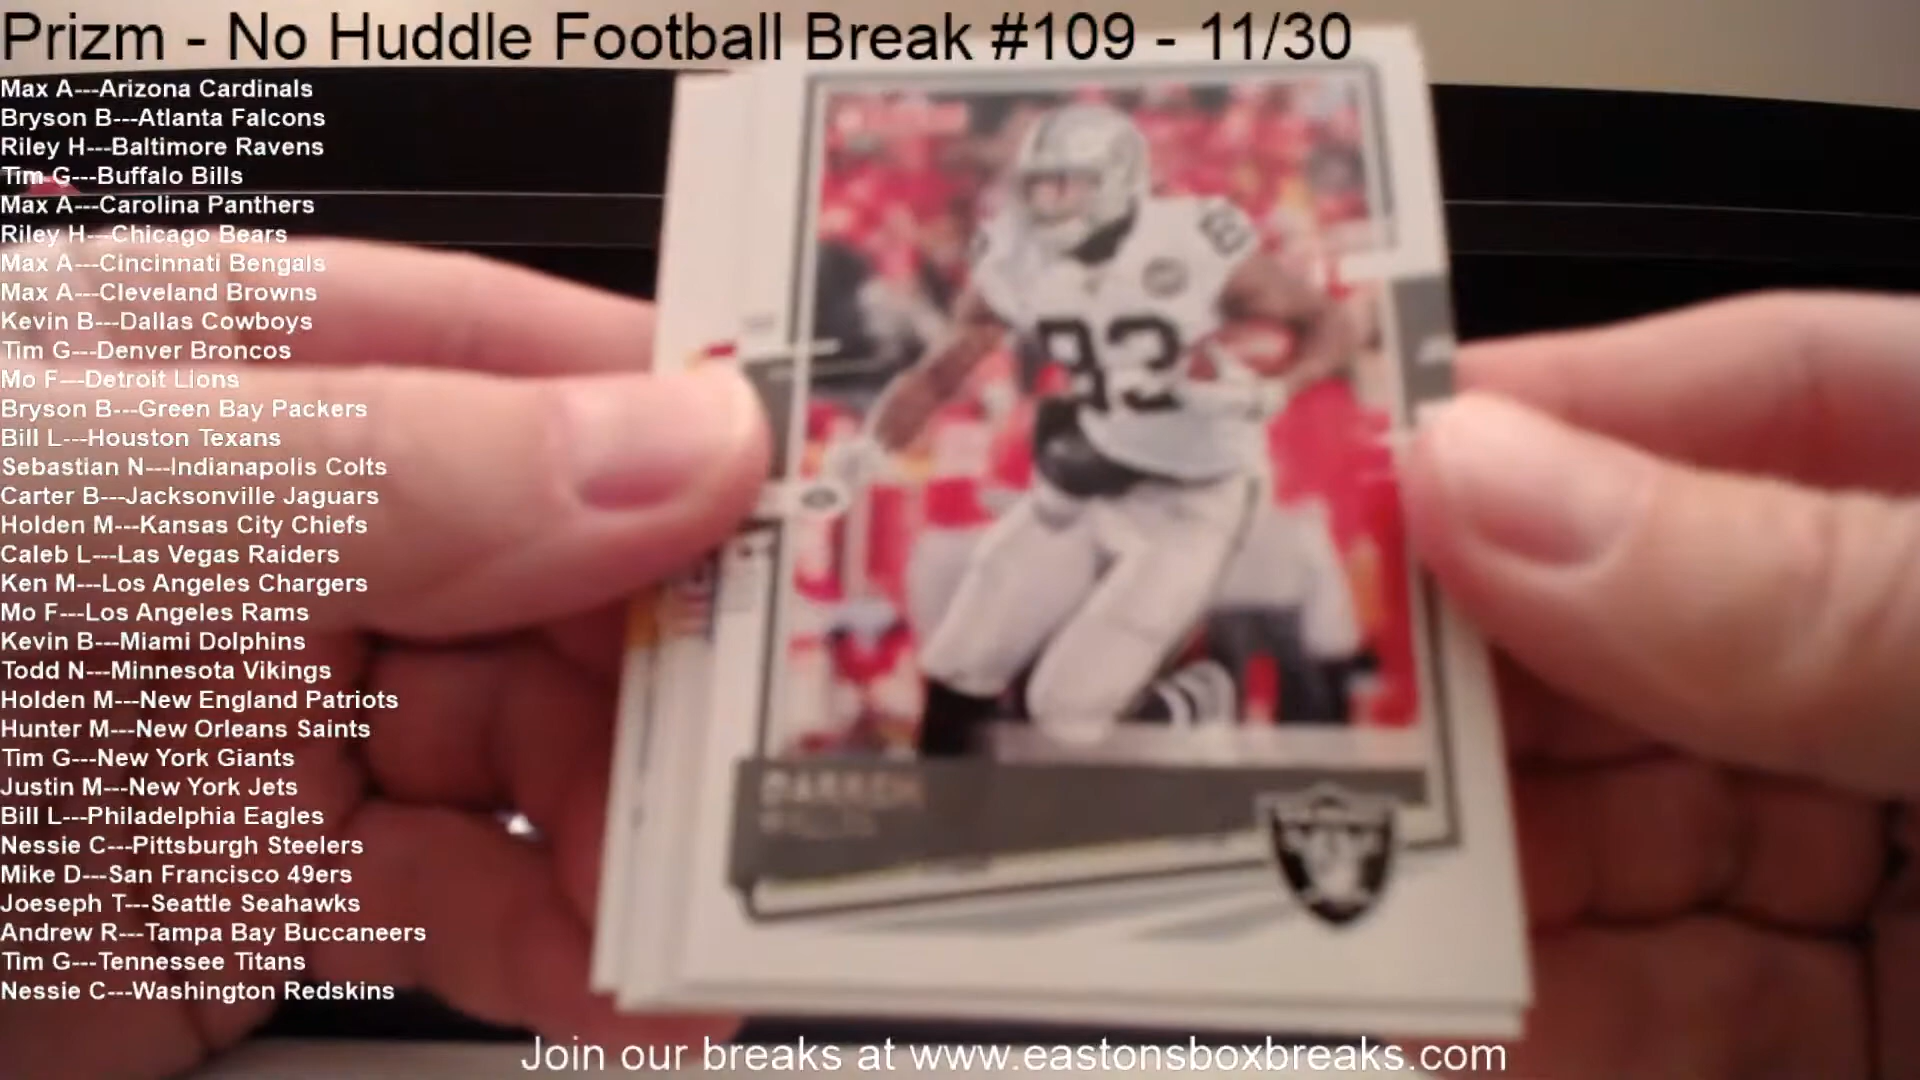 Prizm - No Huddle Football Break #109 - 11/30
Max A---Arizona Cardinals
Bryson B---Atlanta Falcons
Riley H---Baltimore Ravens
Tim G---Buffalo Bills
Max A---Carolina Panthers
Riley H---Chicago Bears
Max A---Cincinnati Bengals
Max A---Cleveland Browns
Kevin B---Dallas Cowboys
Tim G---Denver Broncos
Mo F---Detroit Lions
Bryson B---Green Bay Packers
Bill L---Houston Texans
Sebastian N---Indianapolis Colts
Carter B---Jacksonville Jaguars
Holden M---Kansas City Chiefs
Caleb L---Las Vegas Raiders
Ken M---Los Angeles Chargers
Mo F---Los Angeles Rams
Kevin B---Miami Dolphins
Todd N---Minnesota Vikings
Holden M---New England Patriots
Hunter M---New Orleans Saints
Tim G---New York Giants
Justin M---New York Jets
Bill L---Philadelphia Eagles
Nessie C---Pittsburgh Steelers
Mike D---San Francisco 49ers
Joeseph T---Seattle Seahawks
Andrew R---Tampa Bay Buccaneers
Tim G---Tennessee Titans
Nessie C---Washington Redskins
83
83
DARREN
Join our breaks at www.eastonsboxbreaks.com